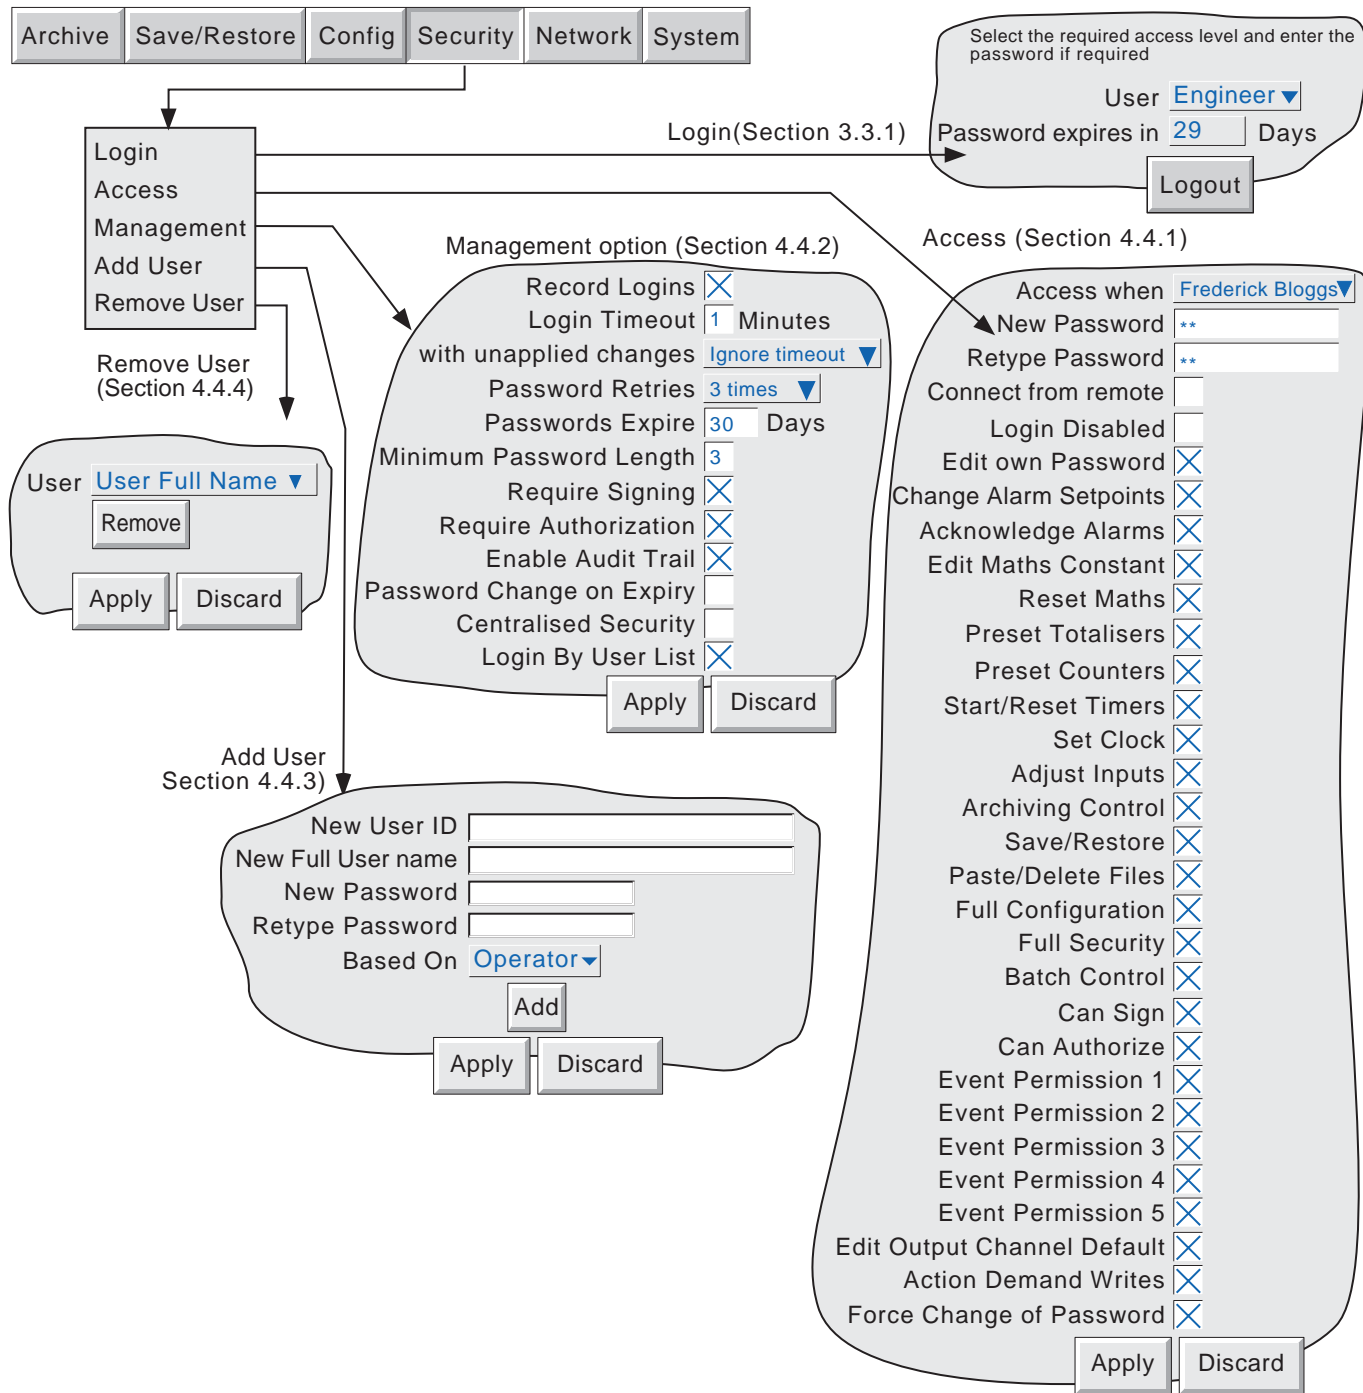 Archive Save/Restore Config Security Network System
Select the required access level and enter the
password if required
User Engineer
Password expires in 29 Days
Logout
Login(Section 3.3.1)
Login
Access
Management
Add User
Remove User
Remove User
(Section 4.4.4)
User User Full Name
Remove
Apply Discard
Management option (Section 4.4.2)
Record Logins
Login Timeout 1 Minutes
with unapplied changes Ignore timeout
Password Retries 3 times
Passwords Expire 30 Days
Minimum Password Length 3
Require Signing
Require Authorization
Enable Audit Trail
Password Change on Expiry
Centralised Security
Login By User List
Apply Discard
Add User
Section 4.4.3)
New User ID
New Full User name
New Password
Retype Password
Based On Operator
Add
Apply Discard
Access (Section 4.4.1)
Access when Frederick Bloggs
New Password **
Retype Password **
Connect from remote
Login Disabled
Edit own Password
Change Alarm Setpoints
Acknowledge Alarms
Edit Maths Constant
Reset Maths
Preset Totalisers
Preset Counters
Start/Reset Timers
Set Clock
Adjust Inputs
Archiving Control
Save/Restore
Paste/Delete Files
Full Configuration
Full Security
Batch Control
Can Sign
Can Authorize
Event Permission 1
Event Permission 2
Event Permission 3
Event Permission 4
Event Permission 5
Edit Output Channel Default
Action Demand Writes
Force Change of Password
Apply Discard